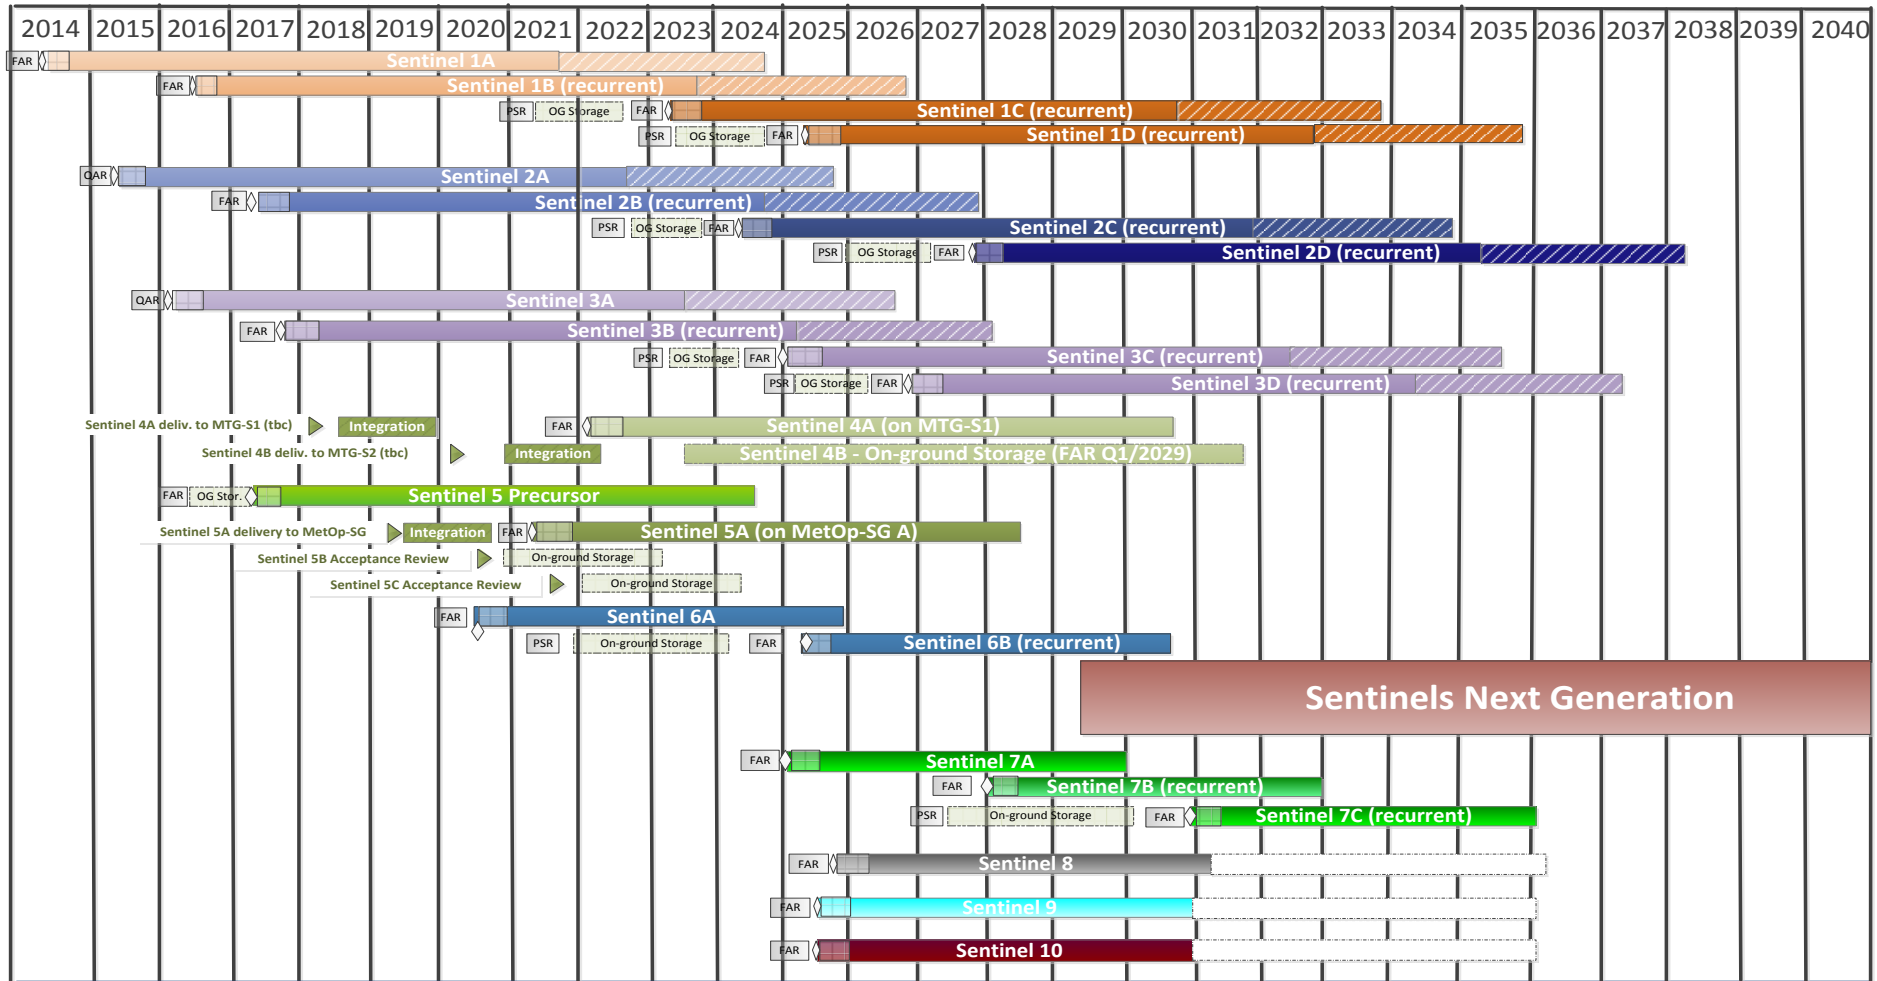 2014 2015 2016 2017 2018 2019 2020 2021 2022 2023 2024 2025 2026 2027 2028 2029 2030 2031 2032 2033 2034 2035 2036 2037 2038 2039 2040
FAR Sentinel 1A
FAR Sentinel 1B (recurrent)
PSR OG Storage FAR Sentinel 1C (recurrent)
PSR OG Storage FAR Sentinel 1D (recurrent)
QAR Sentinel 2A
FAR Sentinel 2B (recurrent)
PSR OG Storage FAR Sentinel 2C (recurrent)
PSR OG Storage FAR Sentinel 2D (recurrent)
QAR Sentinel 3A
FAR Sentinel 3B (recurrent)
PSR OG Storage FAR Sentinel 3C (recurrent)
PSR OG Storage FAR Sentinel 3D (recurrent)
Sentinel 4A deliv. to MTG-S1 (tbc) Integration FAR Sentinel 4A (on MTG-S1)
Sentinel 4B deliv. to MTG-S2 (tbc) Integration Sentinel 4B - On-ground Storage (FAR Q1/2029)
FAR OG Stor. Sentinel 5 Precursor
Sentinel 5A delivery to MetOp-SG Integration FAR Sentinel 5A (on MetOp-SG A)
Sentinel 5B Acceptance Review On-ground Storage
Sentinel 5C Acceptance Review On-ground Storage
FAR Sentinel 6A
PSR On-ground Storage FAR Sentinel 6B (recurrent)
Sentinels Next Generation
FAR Sentinel 7A
FAR Sentinel 7B (recurrent)
PSR On-ground Storage FAR Sentinel 7C (recurrent)
FAR Sentinel 8
FAR Sentinel 9
FAR Sentinel 10